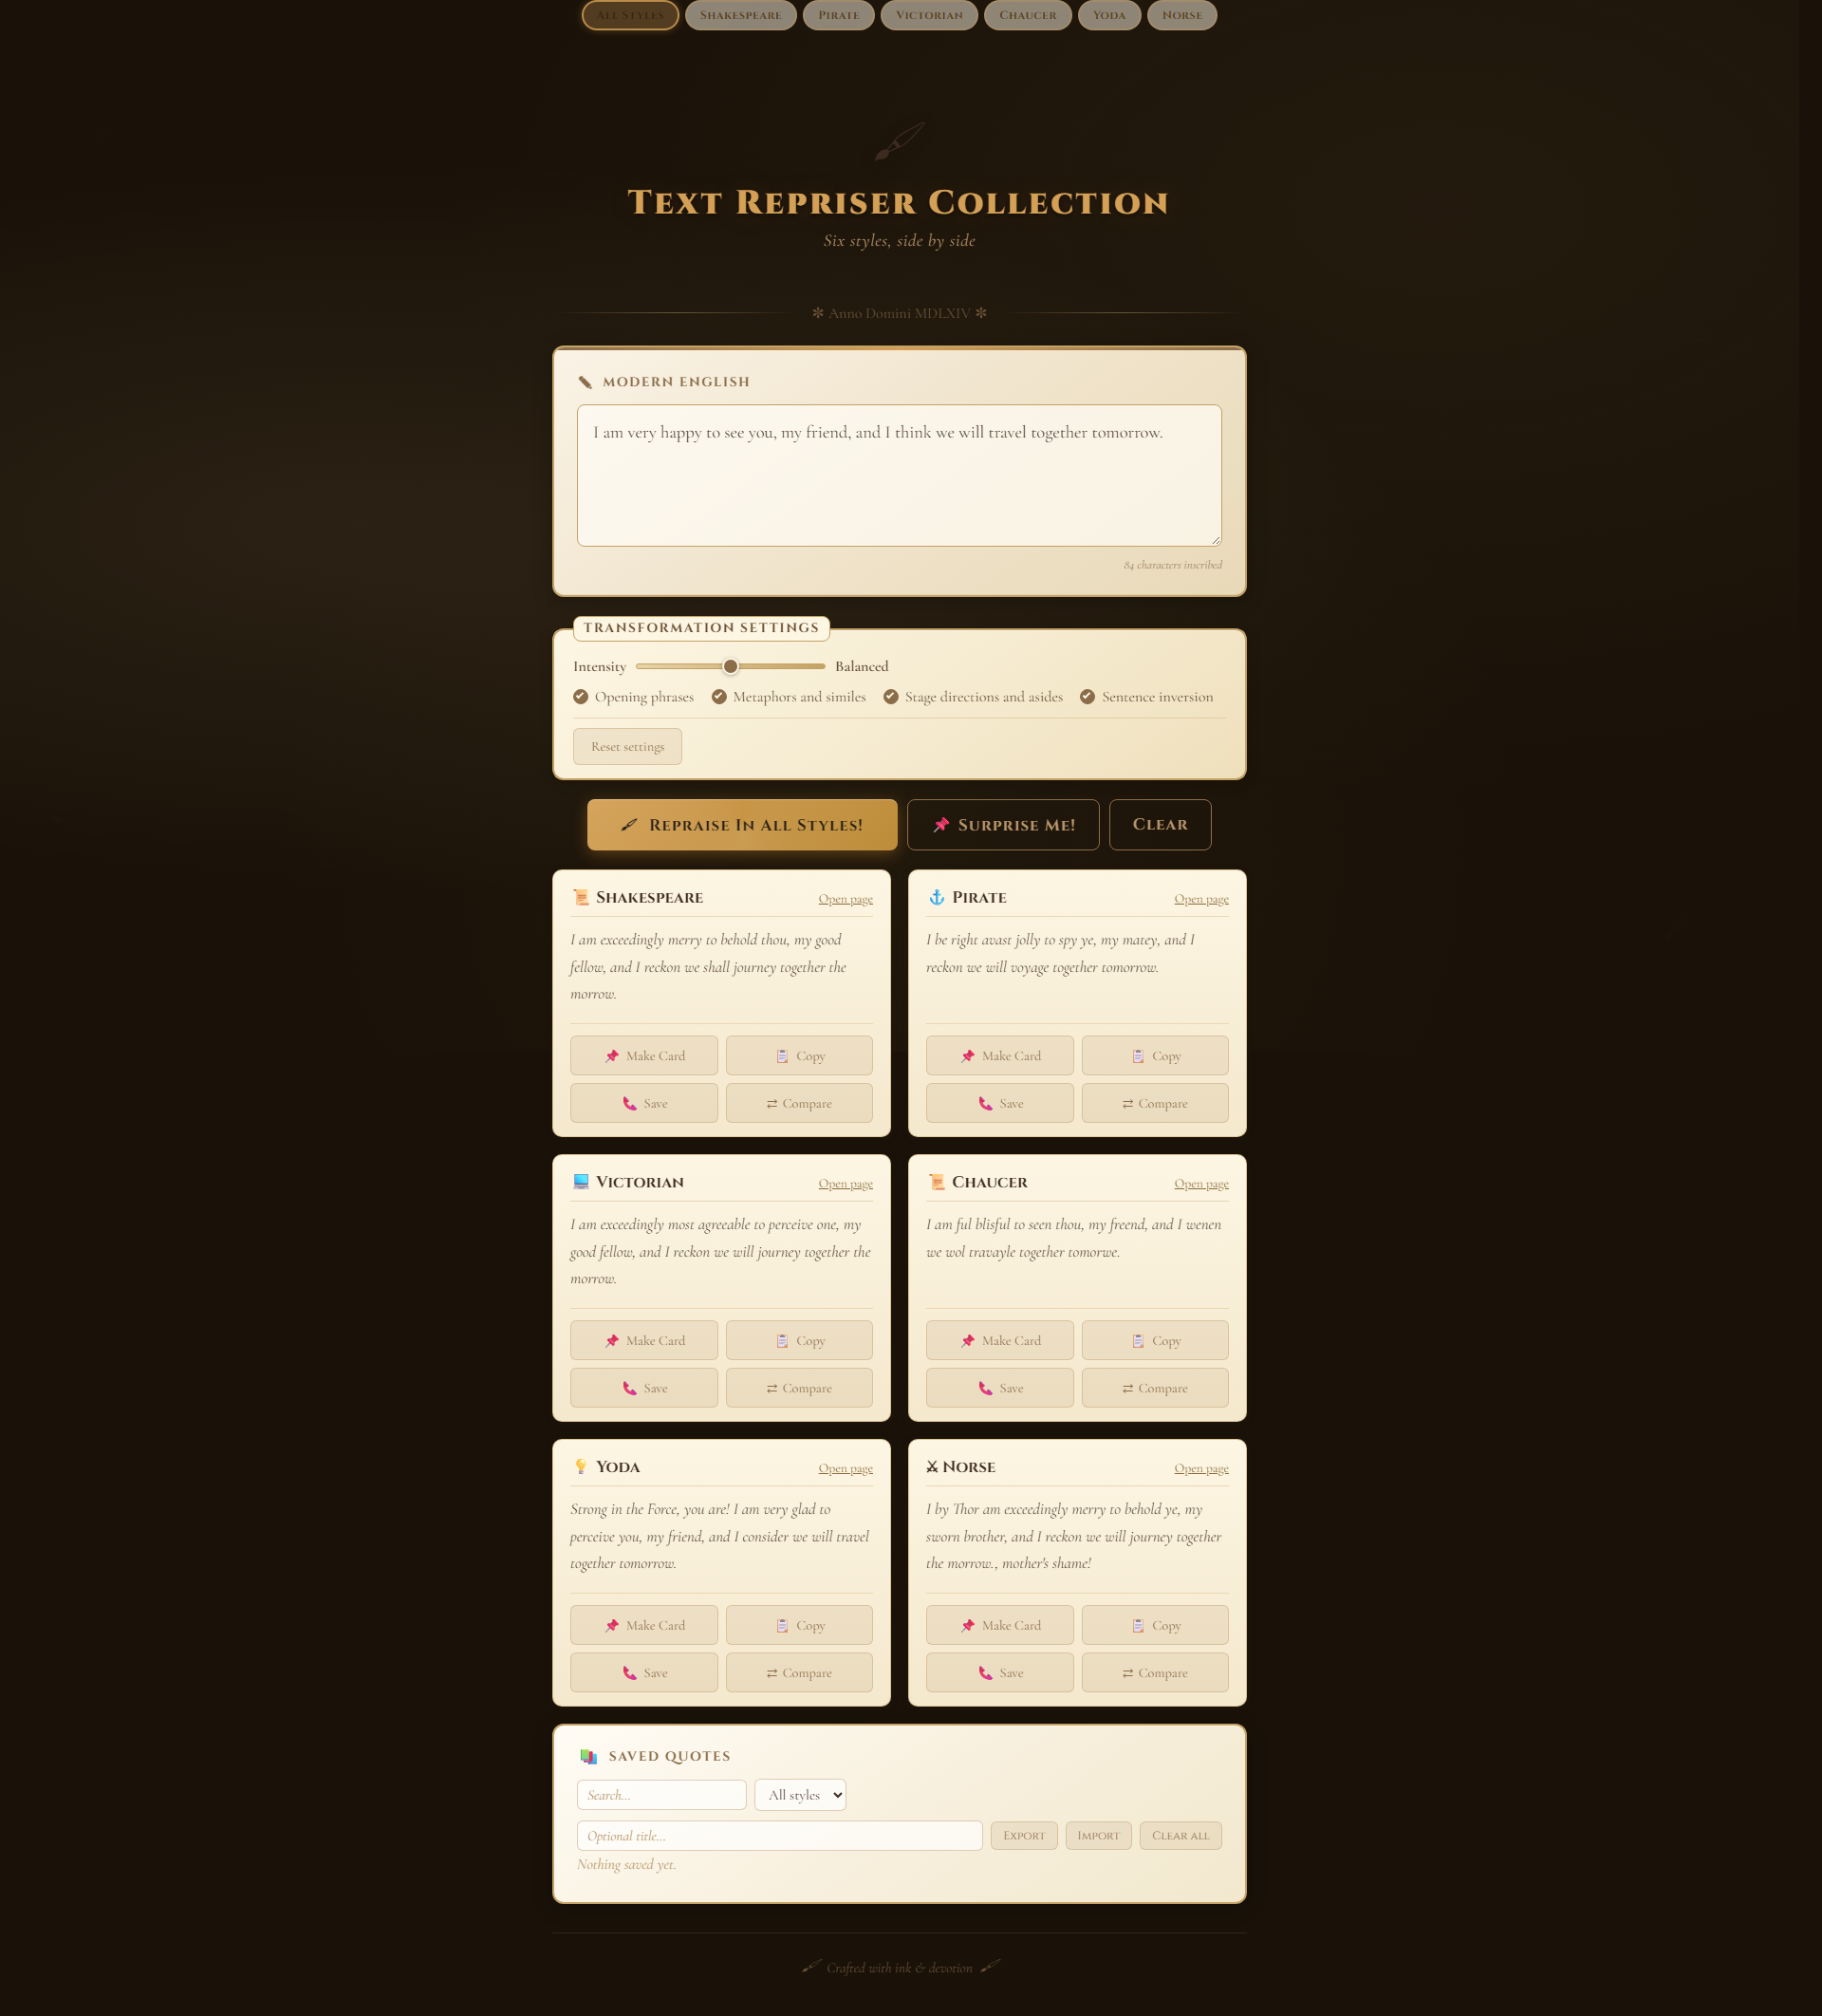 All Styles Shakespeare Pirate Victorian Chaucer Yoda Norse
Text Repriser Collection
Six styles, side by side
✼ Anno Domini MDLXIV ✼
MODERN ENGLISH
I am very happy to see you, my friend, and I think we will travel together tomorrow.
84 characters inscribed
TRANSFORMATION SETTINGS
Intensity Balanced
Opening phrases Metaphors and similes Stage directions and asides Sentence inversion
Reset settings
Repraise In All Styles! Surprise Me! Clear
Shakespeare Open page
I am exceedingly merry to behold thou, my good
fellow, and I reckon we shall journey together the
morrow.
Make Card Copy
Save ⇄ Compare
Pirate Open page
I be right avast jolly to spy ye, my matey, and I
reckon we will voyage together tomorrow.
Make Card Copy
Save ⇄ Compare
Victorian Open page
I am exceedingly most agreeable to perceive one, my
good fellow, and I reckon we will journey together the
morrow.
Make Card Copy
Save ⇄ Compare
Chaucer Open page
I am ful blisful to seen thou, my freend, and I wenen
we wol travayle together tomorwe.
Make Card Copy
Save ⇄ Compare
Yoda Open page
Strong in the Force, you are! I am very glad to
perceive you, my friend, and I consider we will travel
together tomorrow.
Make Card Copy
Save ⇄ Compare
⚔ Norse Open page
I by Thor am exceedingly merry to behold ye, my
sworn brother, and I reckon we will journey together
the morrow., mother's shame!
Make Card Copy
Save ⇄ Compare
SAVED QUOTES
Search... All styles
Optional title... Export Import Clear all
Nothing saved yet.
Crafted with ink & devotion